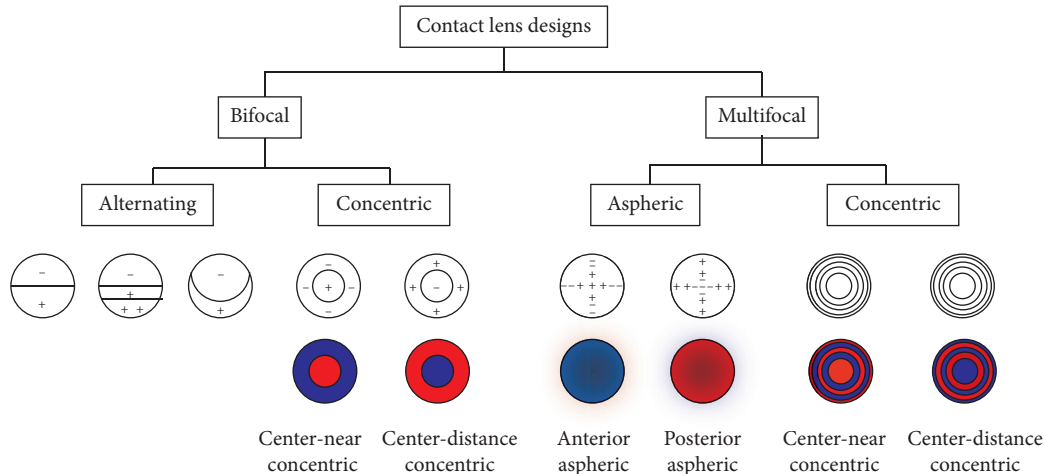 Contact lens designs
Bifocal
Multifocal
Alternating
Concentric
Aspheric
Concentric
Center-near
concentric
Center-distance
concentric
Anterior
aspheric
Posterior
aspheric
Center-near
concentric
Center-distance
concentric